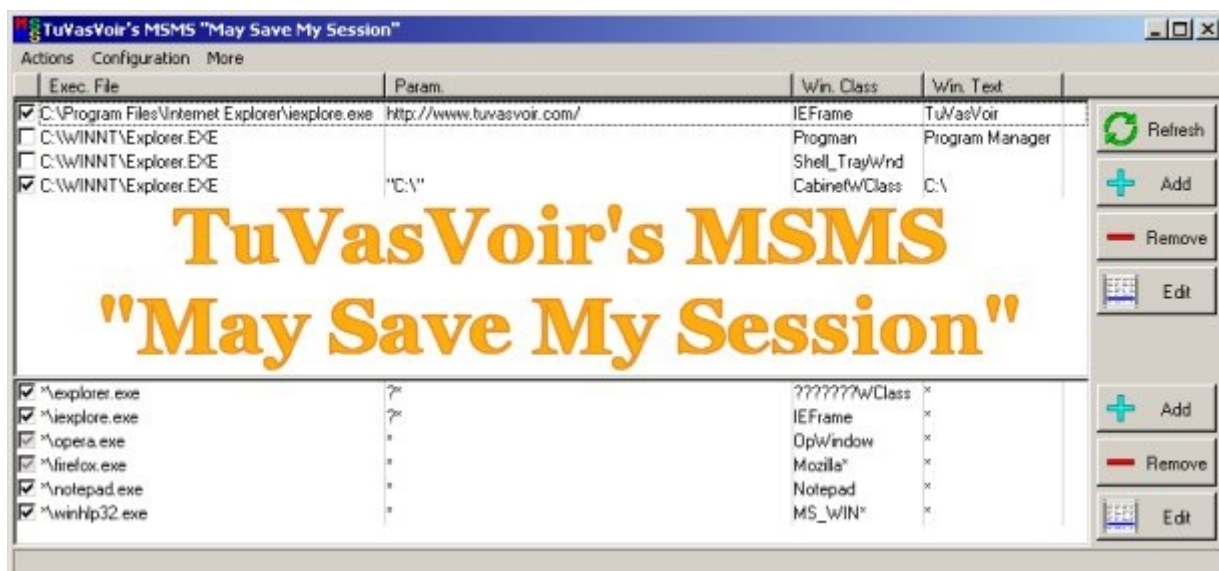 TuVasVoir's MSMS "May Save My Session"
Actions Configuration More
Exec. File Param. Win. Class Win. Text
C:\Program Files\Internet Explorer\iexplore.exe http://www.tuvasvoir.com/ IEFrame TuVasVoir
C:\WINNT\Explorer.EXE Progman Program Manager
C:\WINNT\Explorer.EXE Shell_TrayWnd
C:\WINNT\Explorer.EXE "C:\" CabinetWClass C:\
Refresh
Add
Remove
Edit
TuVasVoir's MSMS
"May Save My Session"
*\explorer.exe ?* ???????WClass *
*\iexplore.exe ?* IEFrame *
*\opera.exe * OpWindow *
*\firefox.exe * Mozilla* *
*\notepad.exe * Notepad *
*\winhlp32.exe * MS_WIN* *
Add
Remove
Edit